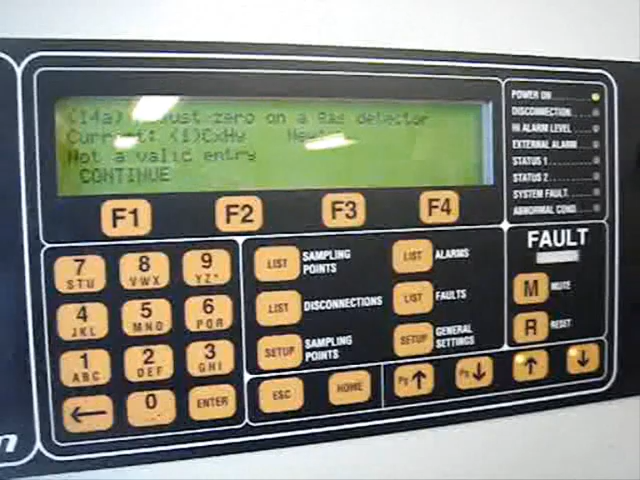 (14a) Adjust zero on a Gas detector
Current: (1)CxHy New:
Not a valid entry
CONTINUE
F1 F2 F3 F4
POWER ON
DISCONNECTION
HI ALARM LEVEL
EXTERNAL ALARM
STATUS 1
STATUS 2
SYSTEM FAULT
ABNORMAL COND.
FAULT
M MUTE
R RESET
7 STU 8 VWX 9 YZ*
4 JKL 5 MNO 6 PQR
1 ABC 2 DEF 3 GHI
← 0 ENTER
LIST SAMPLING POINTS
LIST ALARMS
LIST DISCONNECTIONS
LIST FAULTS
SETUP SAMPLING POINTS
SETUP GENERAL SETTINGS
ESC HOME Pg↑ Pg↓ ↑ ↓